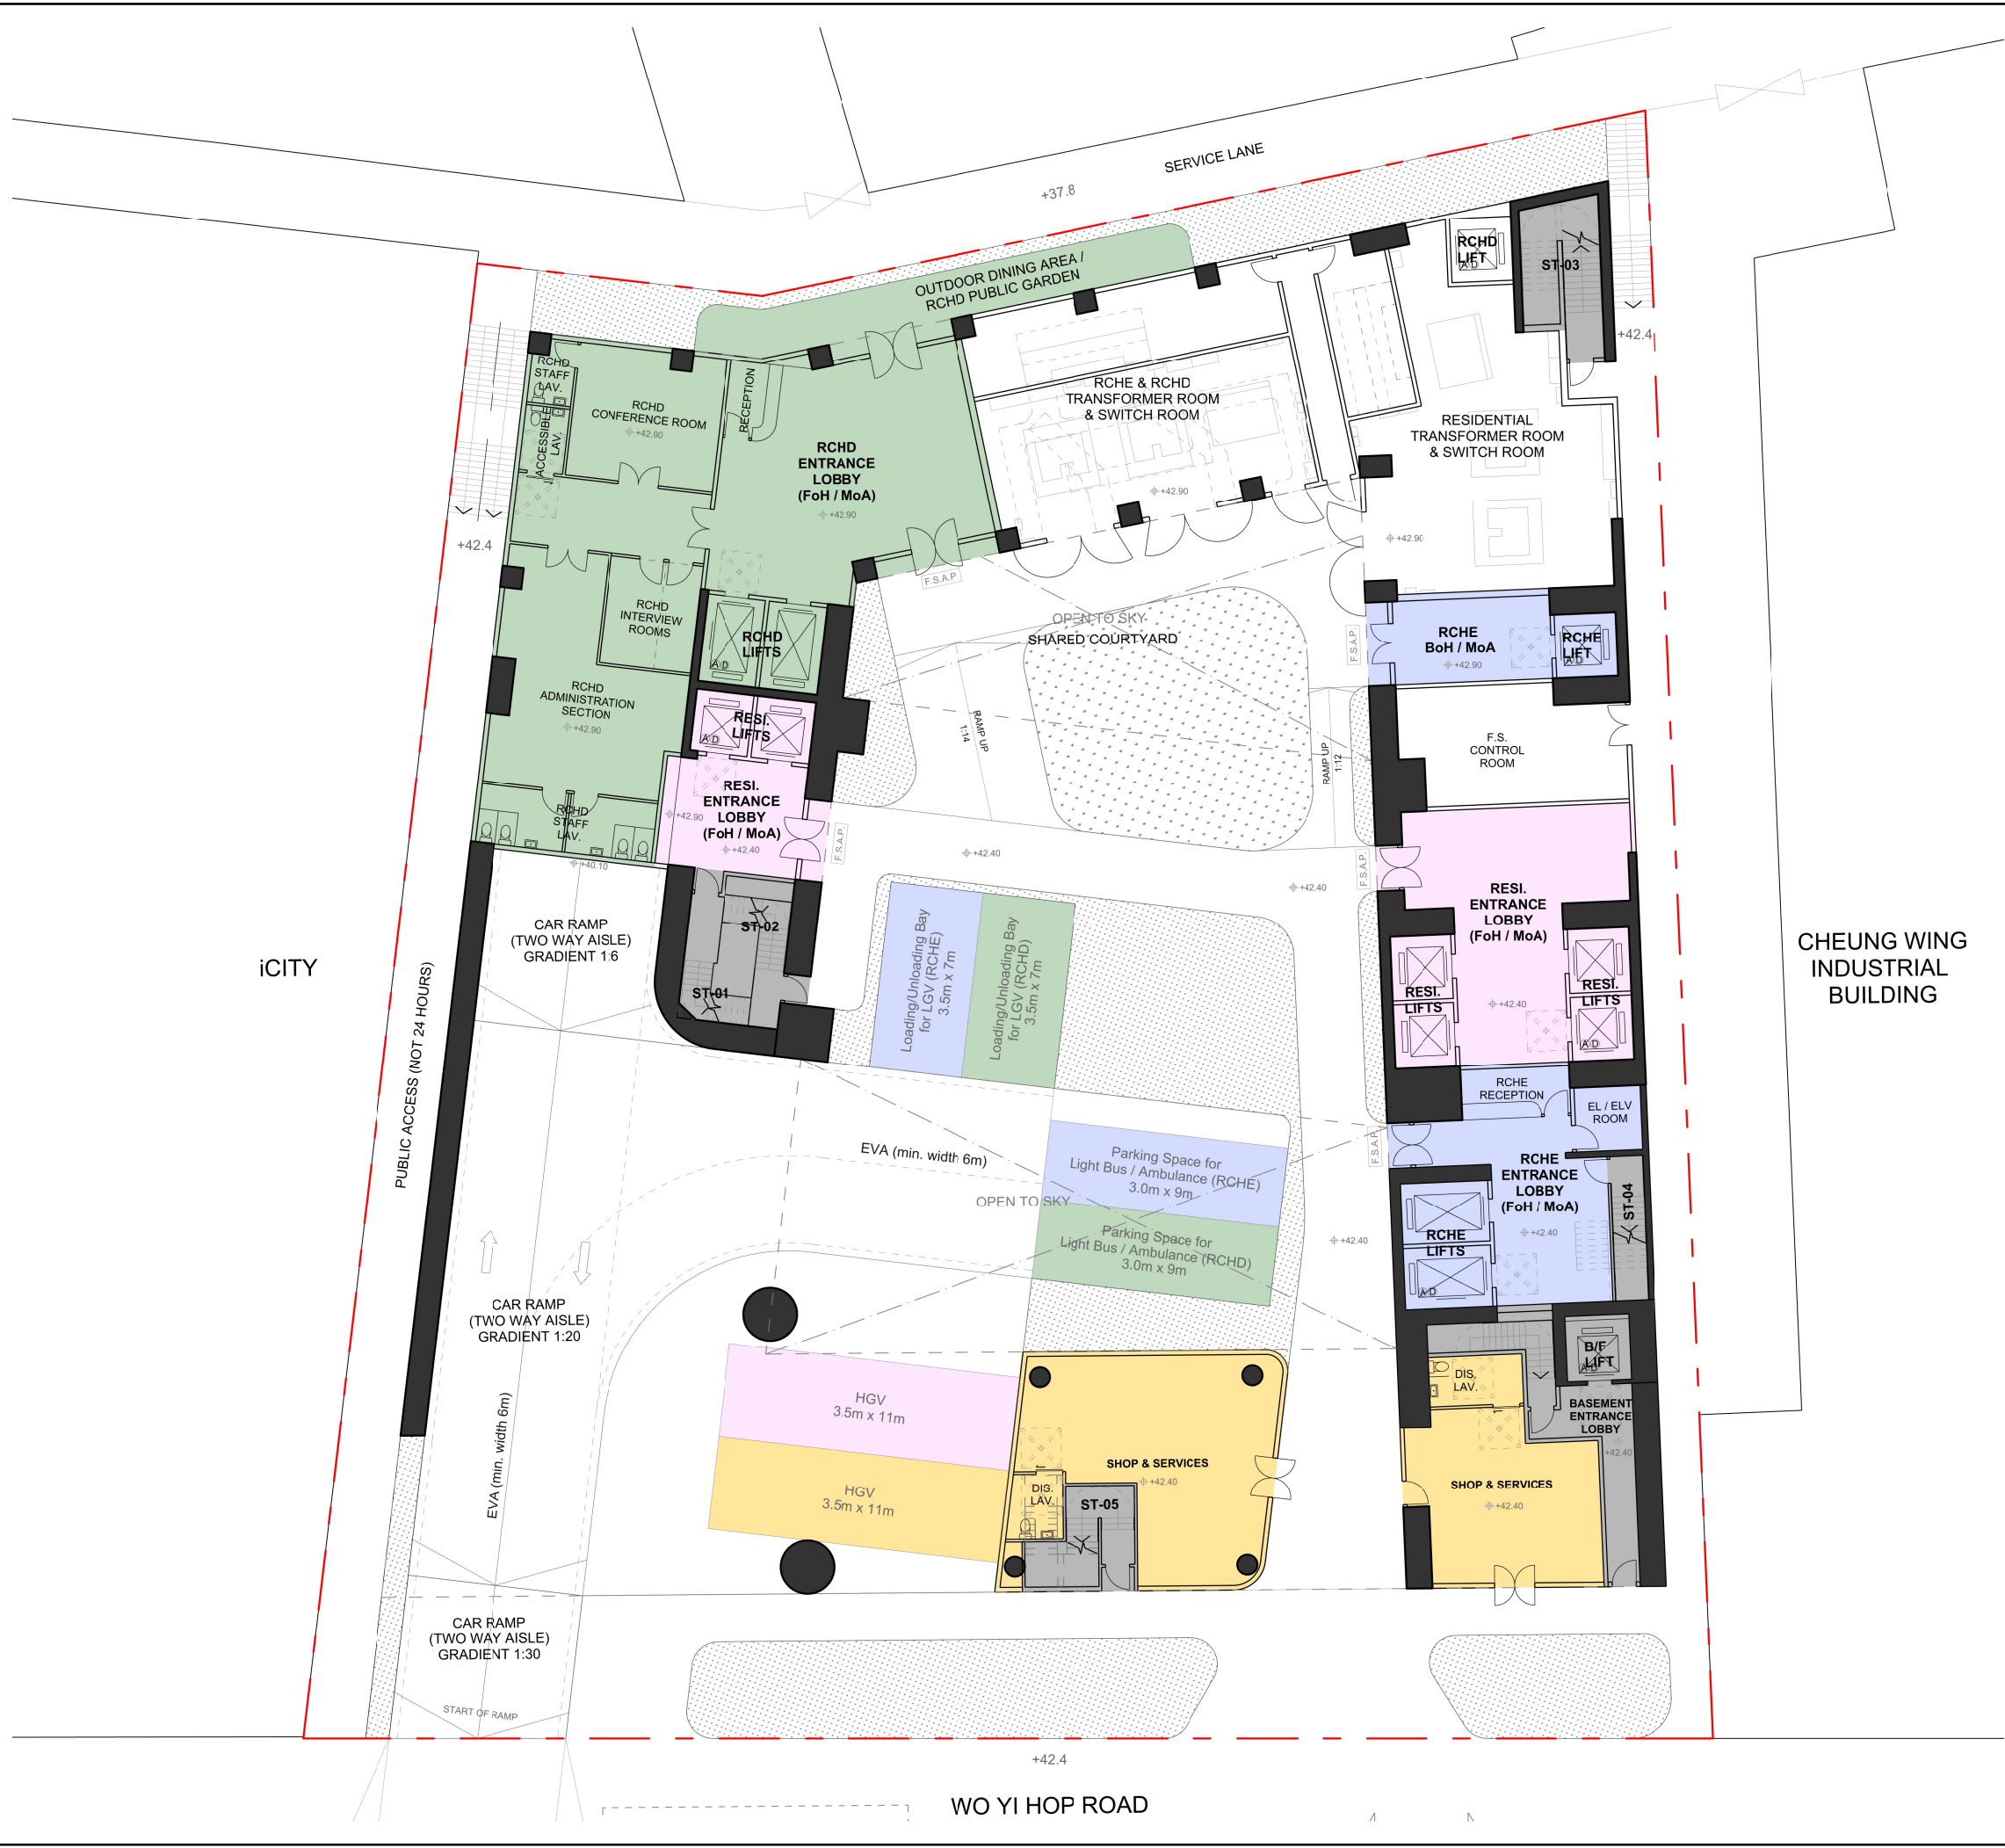 SERVICE LANE
+37.8
OUTDOOR DINING AREA /
RCHD PUBLIC GARDEN
RCHD
LIFT
A/D
ST-03
+42.4
RCHD
STAFF
LAV.
ACCESSIBLE
LAV.
RCHD
CONFERENCE ROOM
+42.90
RECEPTION
RCHD
ENTRANCE
LOBBY
(FoH / MoA)
+42.90
RCHE & RCHD
TRANSFORMER ROOM
& SWITCH ROOM
+42.90
RESIDENTIAL
TRANSFORMER ROOM
& SWITCH ROOM
+42.90
+42.4
F.S.A.P
RCHD
INTERVIEW
ROOMS
RCHD
LIFTS
A/D
OPEN TO SKY
SHARED COURTYARD
F.S.A.P.
RCHE
BoH / MoA
+42.90
RCHE
LIFT
A/D
RCHD
ADMINISTRATION
SECTION
+42.90
RESI.
LIFTS
A/D
RAMP UP
1:14
RAMP UP
1:12
F.S.
CONTROL
ROOM
RESI.
ENTRANCE
LOBBY
(FoH / MoA)
+42.90
+42.40
RCHD
STAFF
LAV.
+40.10
F.S.A.P.
+42.40
+42.40
F.S.A.P.
RESI.
ENTRANCE
LOBBY
(FoH / MoA)
+42.40
RESI.
LIFTS
RESI.
LIFTS
A/D
iCITY
PUBLIC ACCESS (NOT 24 HOURS)
CAR RAMP
(TWO WAY AISLE)
GRADIENT 1:6
ST-02
ST-01
Loading/Unloading Bay
for LGV (RCHE)
3.5m x 7m
Loading/Unloading Bay
for LGV (RCHD)
3.5m x 7m
CHEUNG WING
INDUSTRIAL
BUILDING
RCHE
RECEPTION
EL / ELV
ROOM
F.S.A.P.
EVA (min. width 6m)
OPEN TO SKY
Parking Space for
Light Bus / Ambulance (RCHE)
3.0m x 9m
Parking Space for
Light Bus / Ambulance (RCHD)
3.0m x 9m
+42.40
RCHE
ENTRANCE
LOBBY
(FoH / MoA)
+42.40
RCHE
LIFTS
A/D
ST-04
CAR RAMP
(TWO WAY AISLE)
GRADIENT 1:20
EVA (min. width 6m)
HGV
3.5m x 11m
HGV
3.5m x 11m
SHOP & SERVICES
+42.40
DIS.
LAV.
ST-05
DIS.
LAV.
B/F
LIFT
A/D
BASEMENT
ENTRANCE
LOBBY
+42.40
SHOP & SERVICES
+42.40
CAR RAMP
(TWO WAY AISLE)
GRADIENT 1:30
START OF RAMP
+42.4
WO YI HOP ROAD